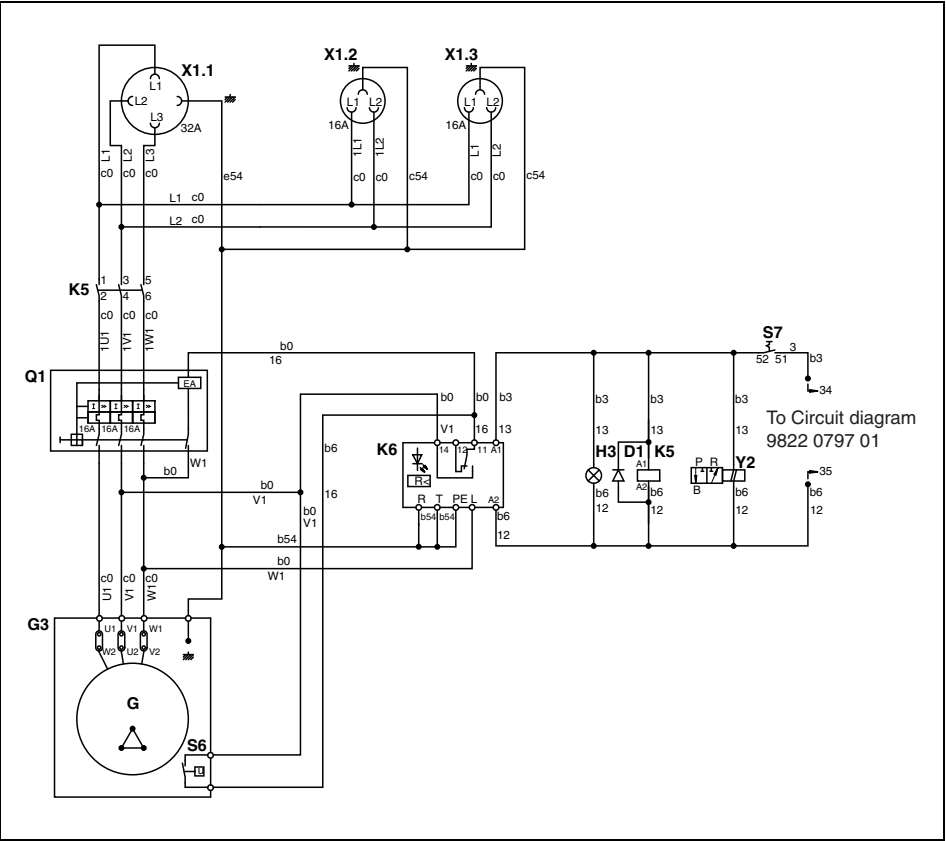 X1.1
X1.2
X1.3
L1
L2
L3
32A
L1 L2
16A
L1 L2
16A
L1
L2
L3
1L1
1L2
L1
L2
c0
c0
c0
e54
c0
c0
c54
c0
c0
c54
L1 c0
L2 c0
K5
1
3
5
2
4
6
c0
c0
c0
1U1
1V1
1W1
b0
16
S7
3
52 51
b3
34
Q1
EA
I >>
I >>
I >>
16A
16A
16A
W1
b0
b0
V1
b0
V1
b6
16
b0
b0
b3
V1
16
13
K6
14
12
11
A1
R<
R
T
PE
L
A2
b54
b54
b6
12
b3
13
H3
b6
12
D1
b3
13
K5
A1
A2
b6
12
b3
13
Y2
P R
B
b6
12
To Circuit diagram
9822 0797 01
35
b6
12
b54
b0
W1
c0
c0
c0
U1
V1
W1
G3
U1
V1
W1
W2
U2
V2
G
S6
U